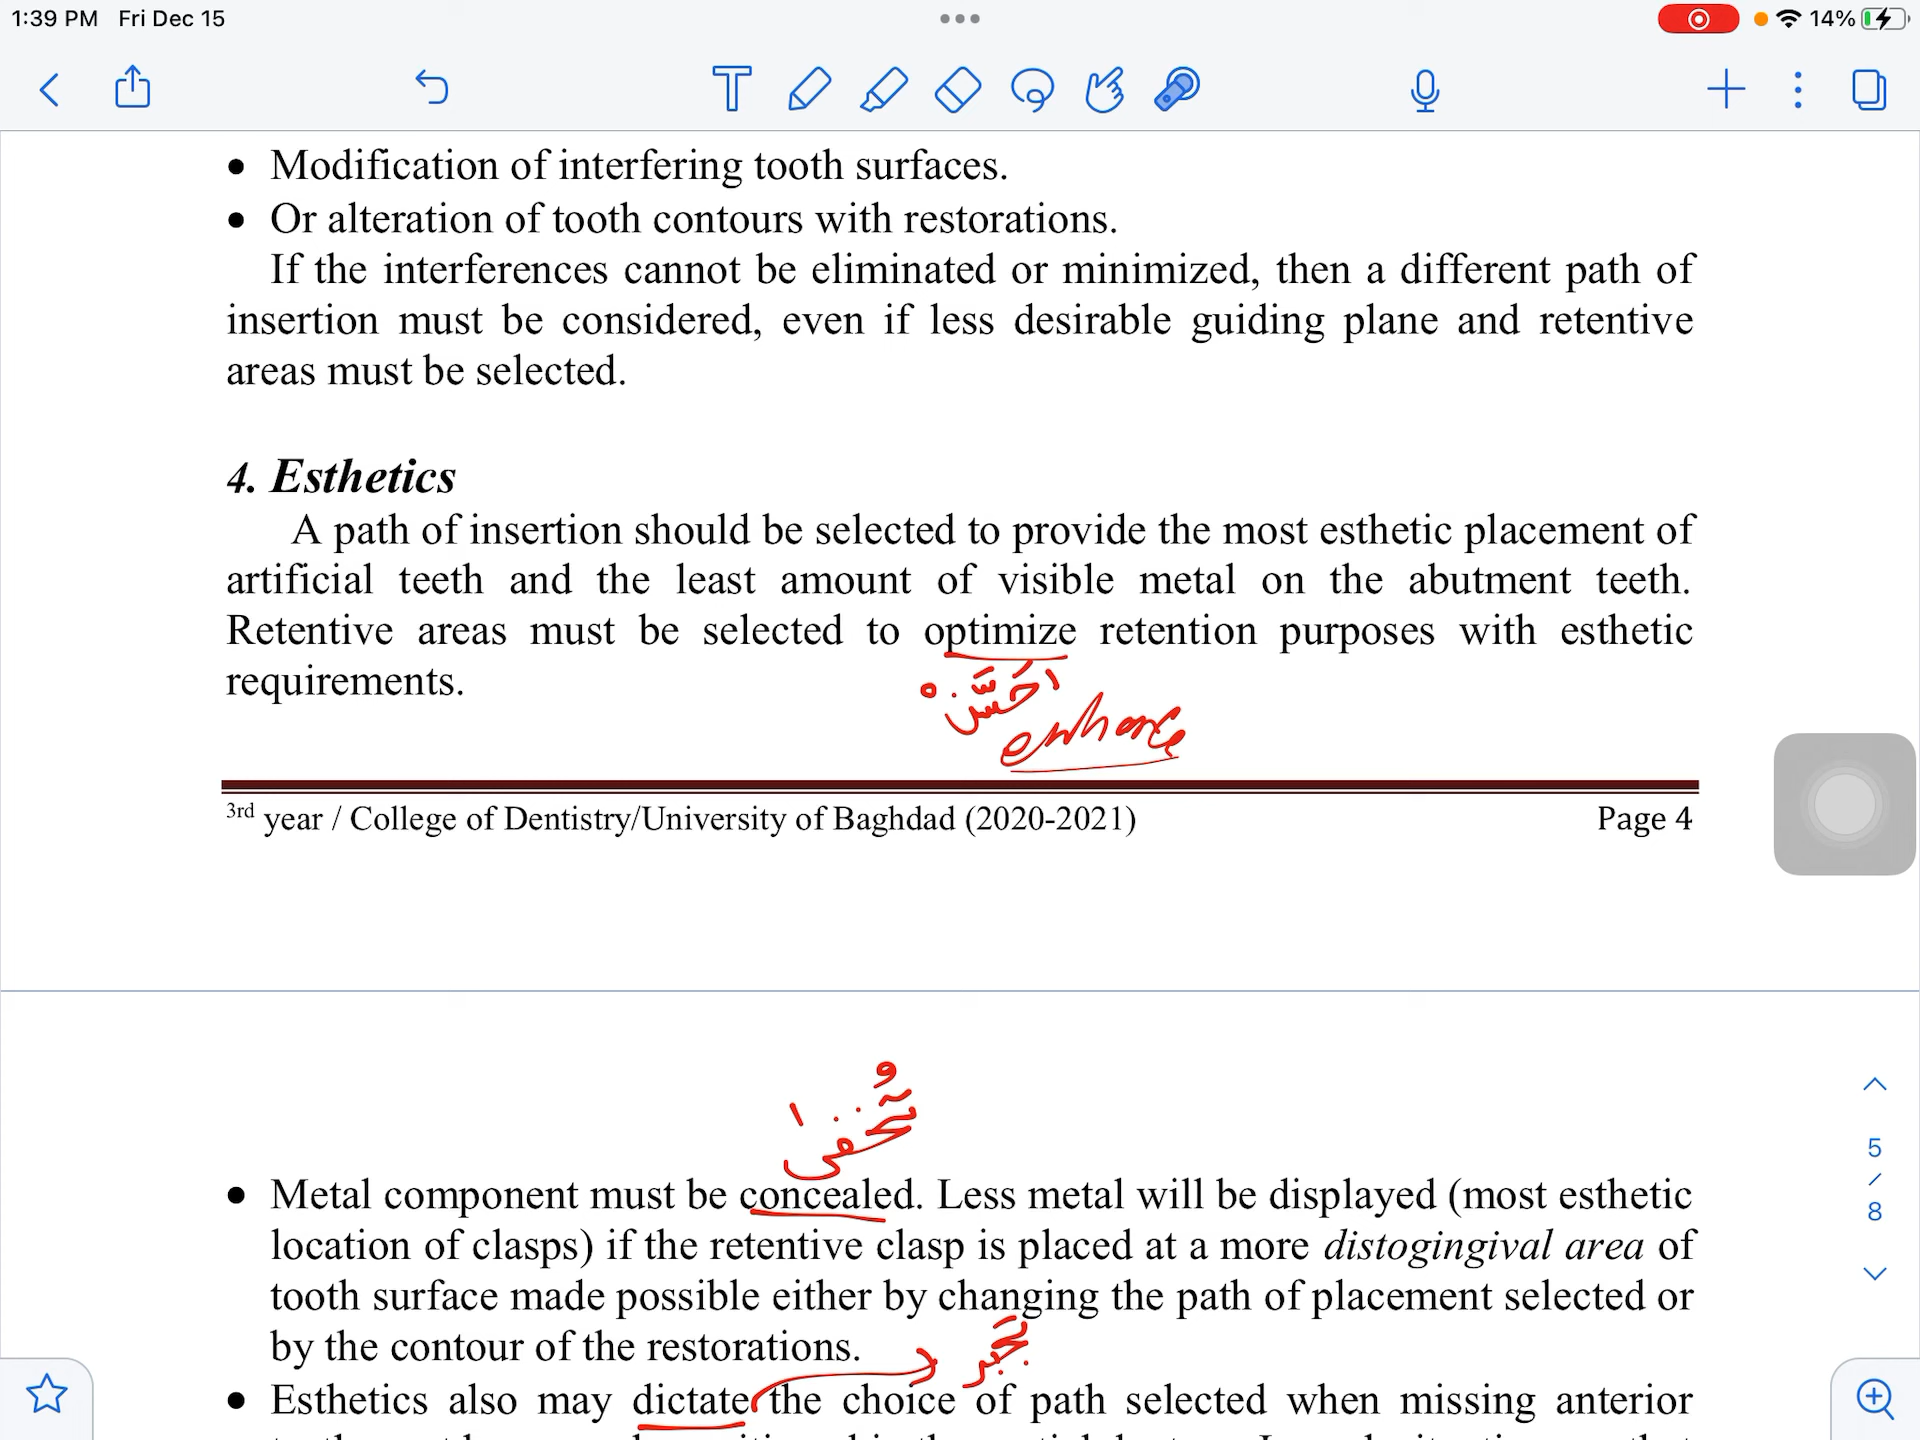 1:39 PM Fri Dec 15
14%
• Modification of interfering tooth surfaces.
• Or alteration of tooth contours with restorations.
If the interferences cannot be eliminated or minimized, then a different path of
insertion must be considered, even if less desirable guiding plane and retentive
areas must be selected.
4. Esthetics
A path of insertion should be selected to provide the most esthetic placement of
artificial teeth and the least amount of visible metal on the abutment teeth.
Retentive areas must be selected to optimize retention purposes with esthetic
requirements.
enhance
3rd year / College of Dentistry/University of Baghdad (2020-2021) Page 4
5
/
8
• Metal component must be concealed. Less metal will be displayed (most esthetic
location of clasps) if the retentive clasp is placed at a more distogingival area of
tooth surface made possible either by changing the path of placement selected or
by the contour of the restorations.
• Esthetics also may dictate the choice of path selected when missing anterior